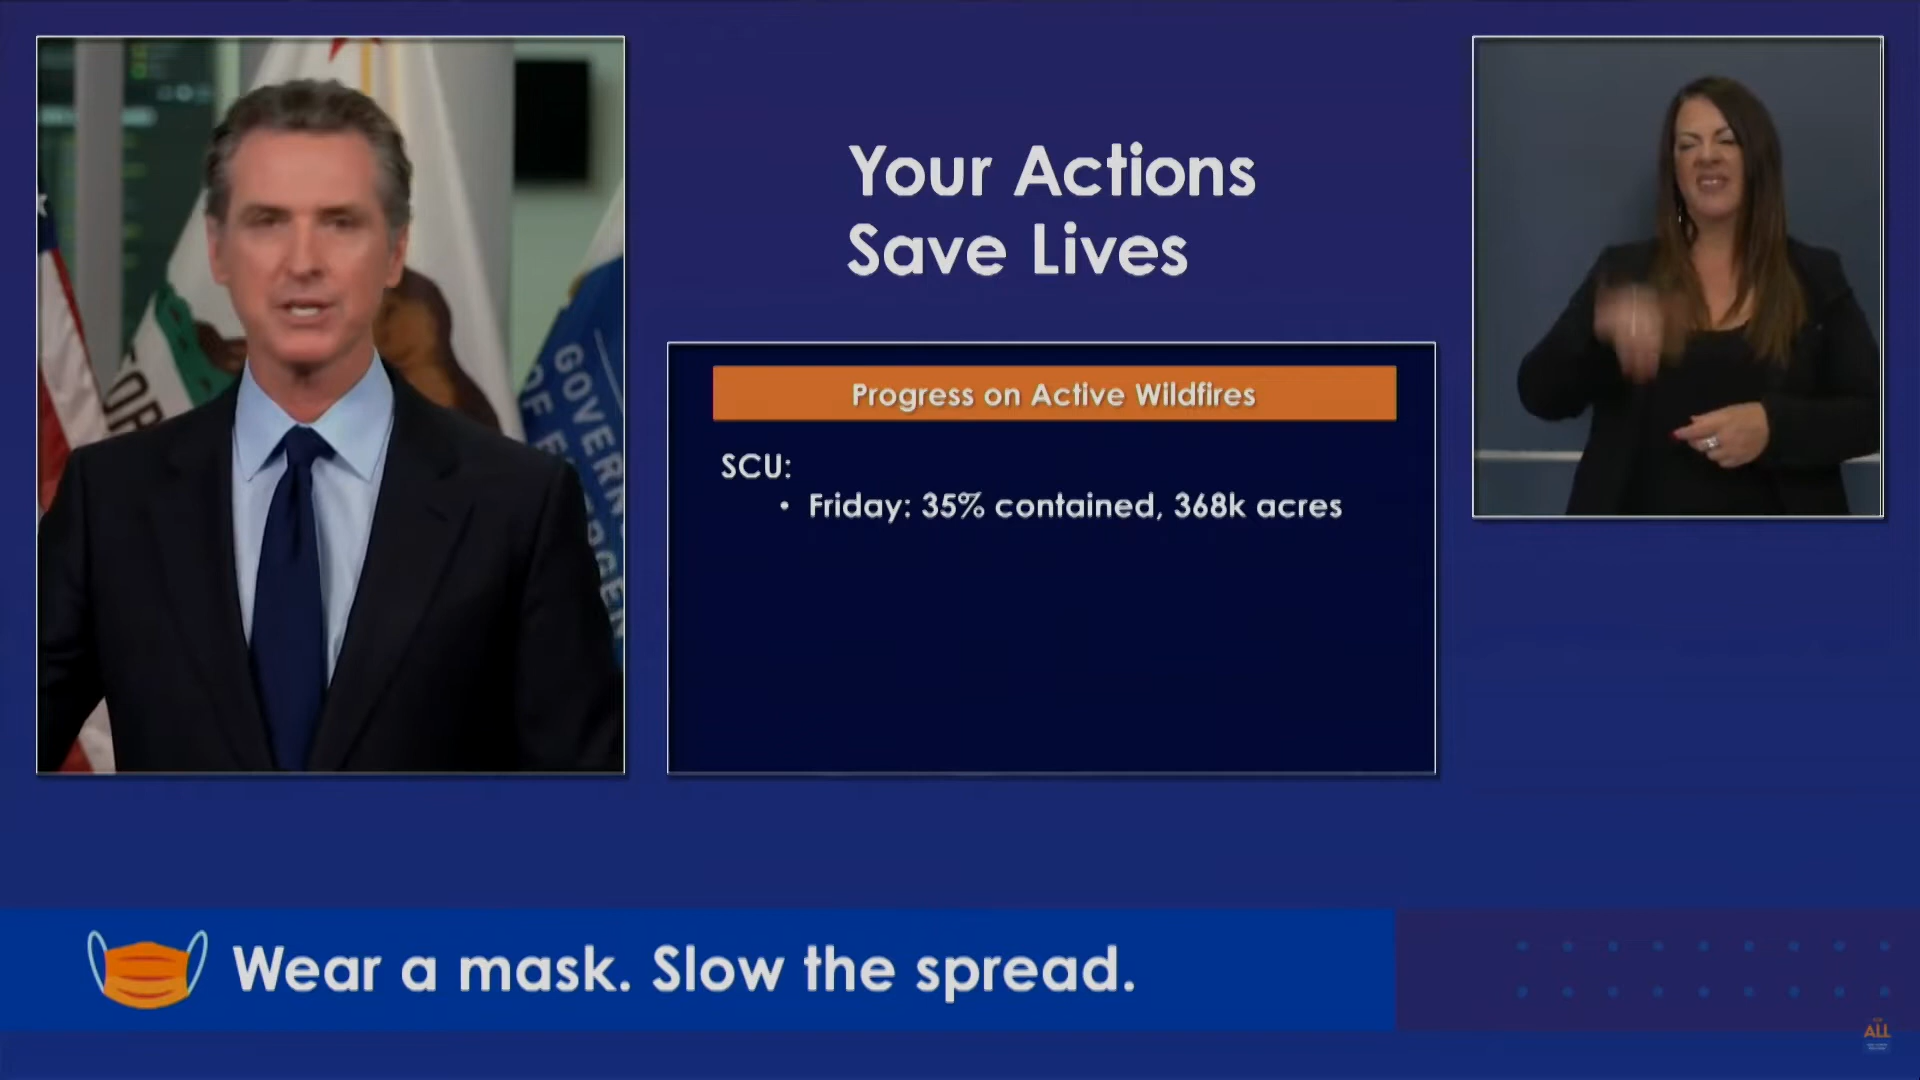 Your Actions
Save Lives
Progress on Active Wildfires
SCU:
• Friday: 35% contained, 368k acres
Wear a mask. Slow the spread.
ALL